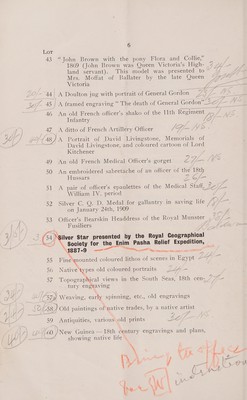 6
LOT
43 "John Brown with the pony Flora and Collie,"
1869 (John Brown was Queen Victoria's High-
land servant). This model was presented to
Mrs. Moffat of Ballater by the late Queen
Victoria
44 A Doulton jug with portrait of General Gordon
45 A framed engraving "The death of General Gordon"
46 An old French officer's shako of the 11th Regiment
Infantry
47 A ditto of French Artillery Officer
48 A Portrait of David Livingstone, Memorials of
David Livingstone, and coloured cartoon of Lord
Kitchener
49 An old French Medical Officer's gorget
50 An embroidered sabretache of an officer of the 18th
Hussars
51 A pair of officer's epaulettes of the Medical Staff,
William IV. period
52 Silver C. Q. D. Medal for gallantry in saving life
on January 24th, 1909
53 Officer's Bearskin Headdress of the Royal Munster
Fusiliers
54 Silver Star presented by the Royal Geographical
Society for the Enim Pasha Relief Expedition,
1887-9
55 Five mounted coloured lithos of scenes in Egypt
56 Native types old coloured portraits
57 Topographical views in the South Seas, 18th cen-
tury engraving
Weaving, early spinning, etc., old engravings
58 Old paintings of native trades, by a native artist
59 Antiquities, various old prints
60 New Guinea—18th century engravings and plans,
showing native life
Bring to office